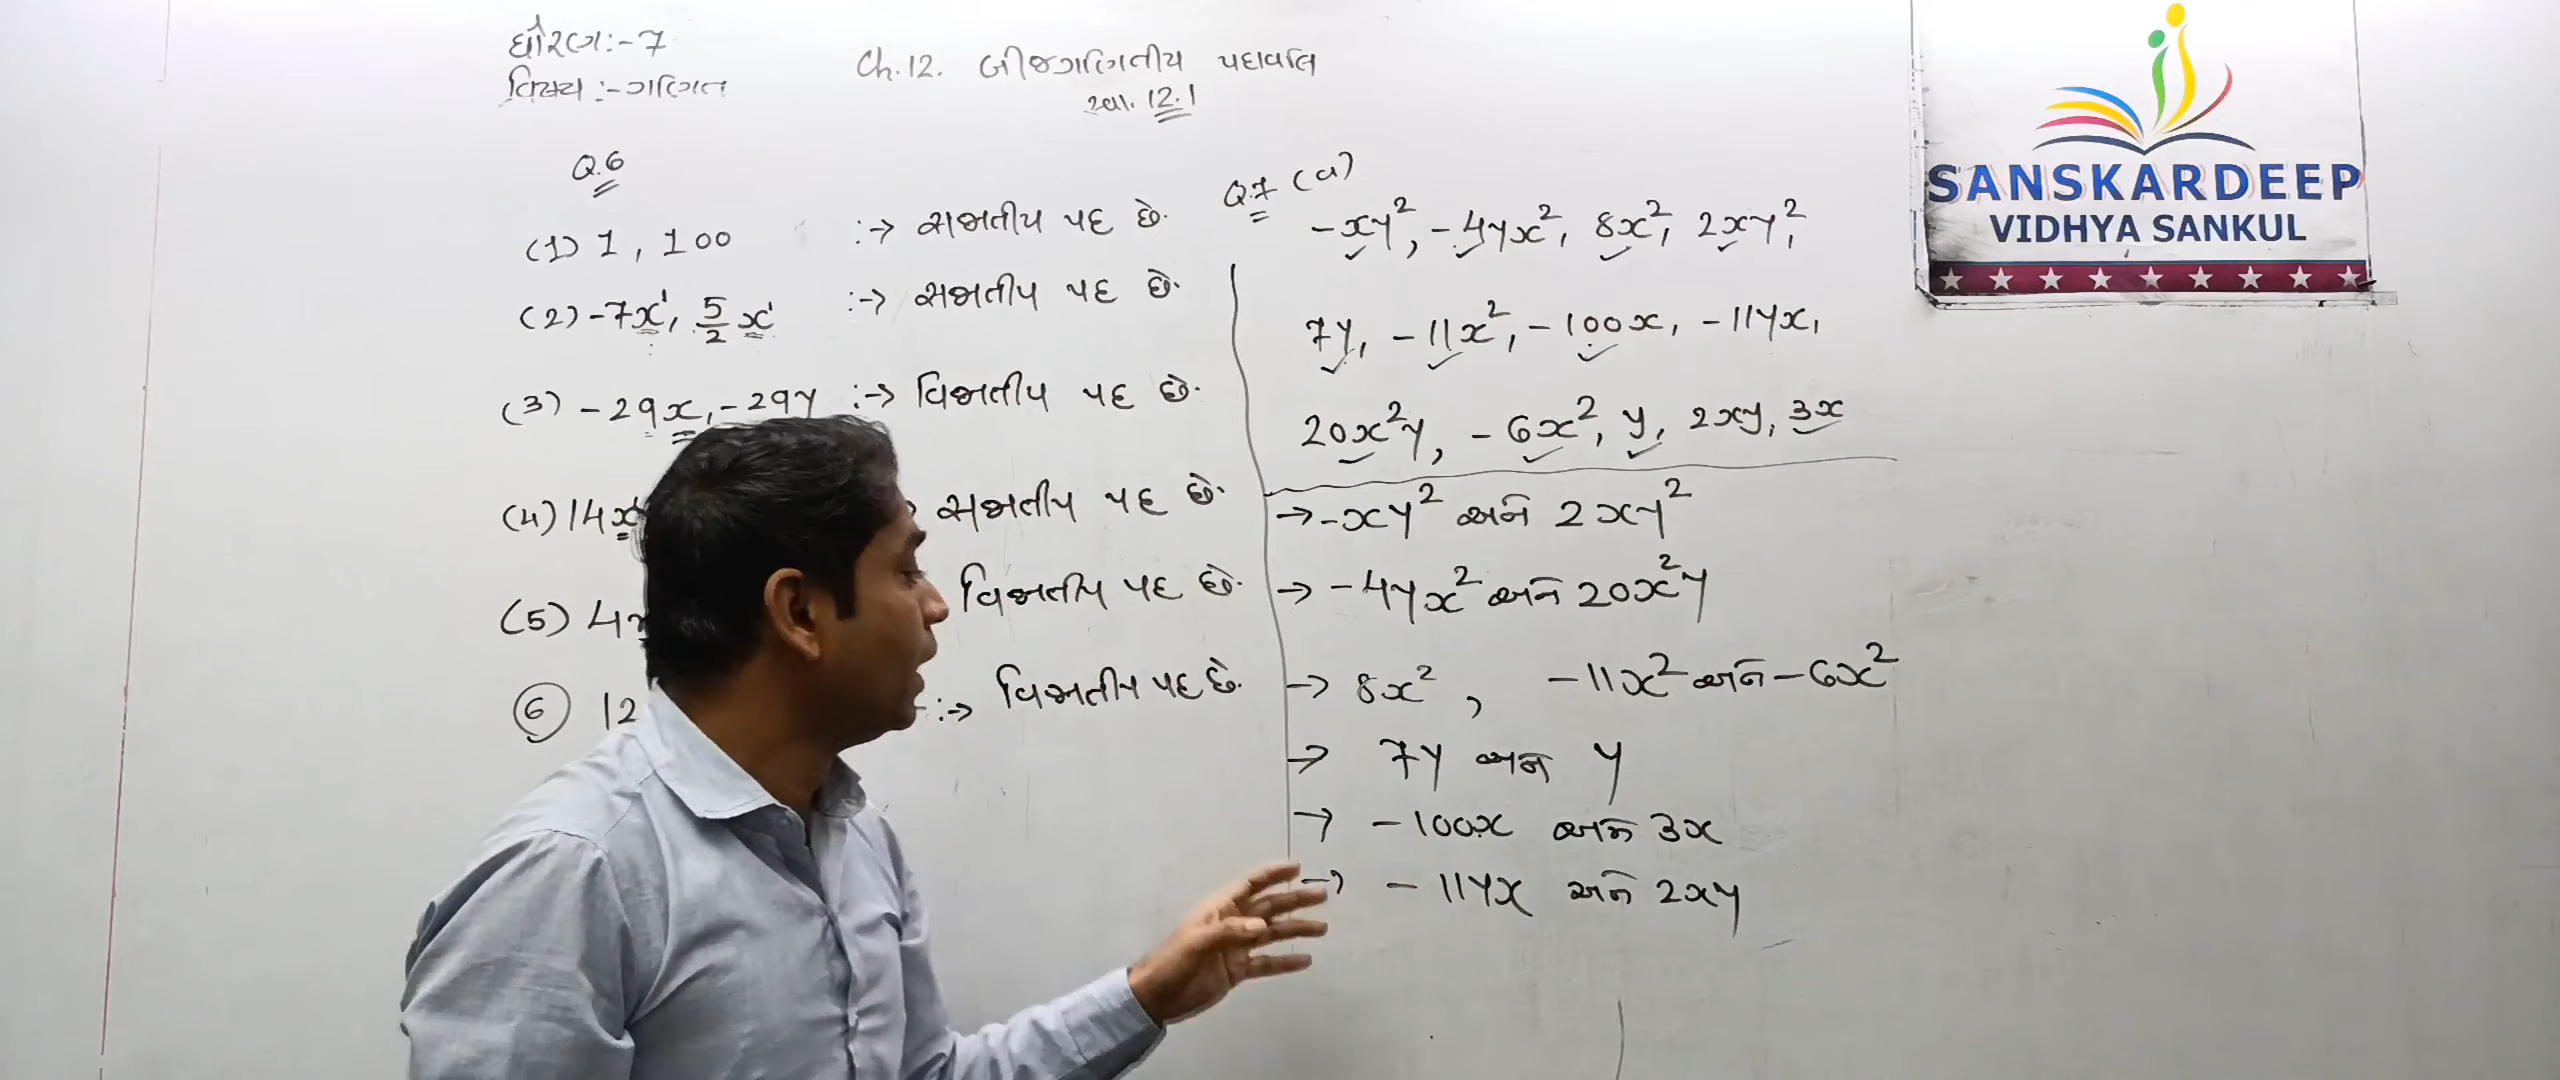 ધોરણ:-7
વિષય:-ગણિત
Ch.12. બીજગણિતીય પદાવલિ
સ્વા. 12.1
Q.6
(1) 1, 100 :→ સજાતીય પદ છે.
(2) -7x¹, 5/2 x¹ :→ સજાતીય પદ છે.
(3) -29x, -29y :→ વિજાતીય પદ છે.
(4) 14x સજાતીય પદ છે.
(5) 4 વિજાતીય પદ છે.
(6) 12 :→ વિજાતીય પદ છે.
Q.7 (a)
-xy², -4yx², 8x², 2xy²,
7y, -11x², -100x, -11yx,
20x²y, -6x², y, 2xy, 3x
→ -xy² અને 2xy²
→ -4yx² અને 20x²y
→ 8x², -11x² અને -6x²
→ 7y અને y
→ -100x અને 3x
→ -11yx અને 2xy
SANSKARDEEP
VIDHYA SANKUL